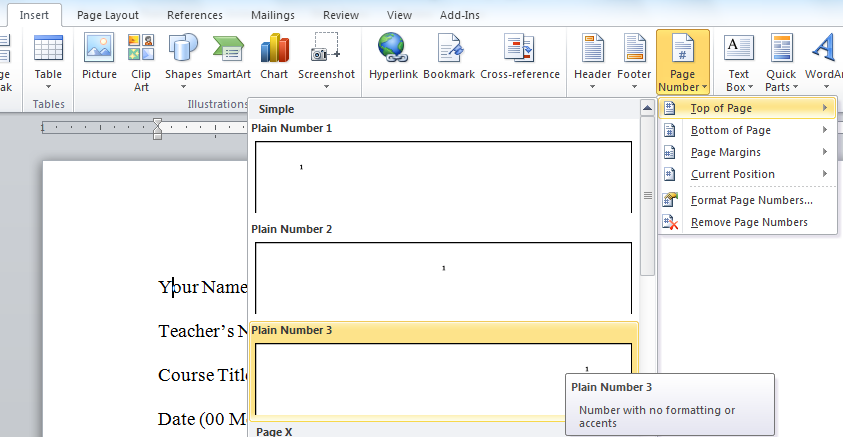 Insert Page Layout References Mailings Review View Add-Ins
Table Picture Clip Art Shapes SmartArt Chart Screenshot Hyperlink Bookmark Cross-reference Header Footer Page Number Text Box Quick Parts
Tables Illustrations
Top of Page
Bottom of Page
Page Margins
Current Position
Format Page Numbers...
Remove Page Numbers
Simple
Plain Number 1
1
Plain Number 2
1
Plain Number 3
1
Page X
Plain Number 3
Number with no formatting or
accents
1
Your Name
Teacher's N
Course Title
Date (00 M